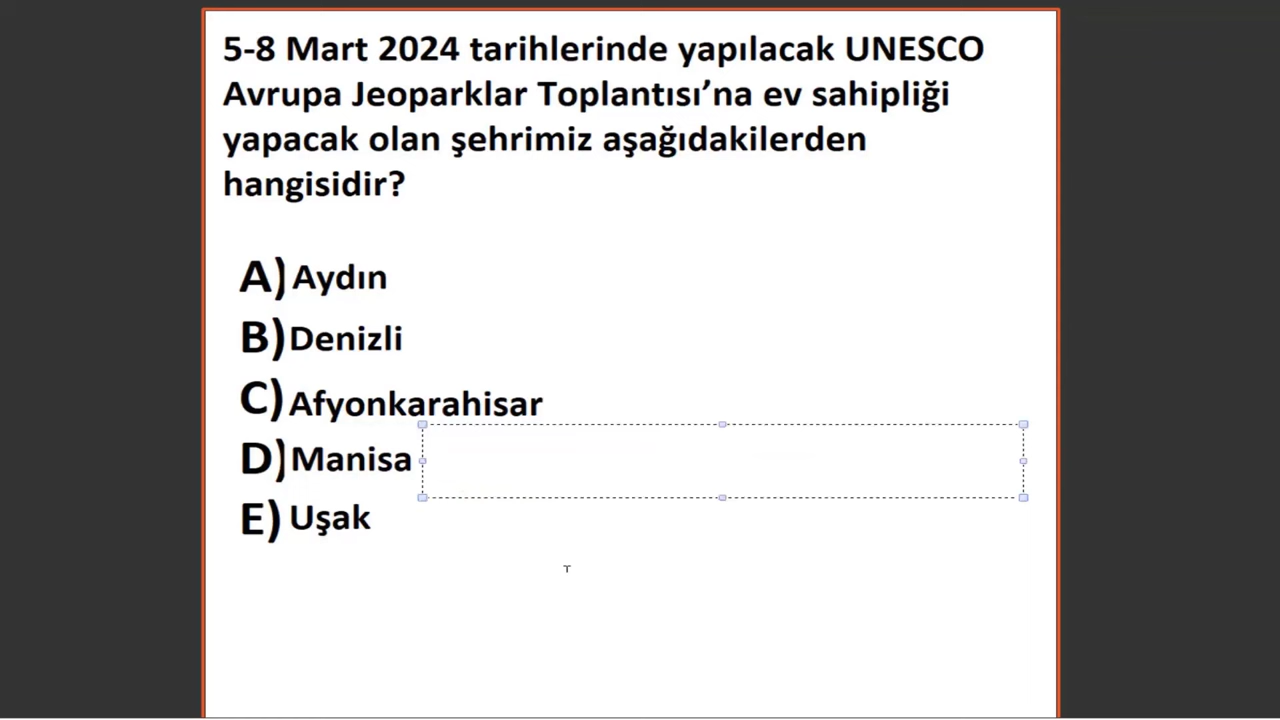 5-8 Mart 2024 tarihlerinde yapılacak UNESCO
Avrupa Jeoparklar Toplantısı’na ev sahipliği
yapacak olan şehrimiz aşağıdakilerden
hangisidir?
A) Aydın
B) Denizli
C) Afyonkarahisar
D) Manisa
E) Uşak